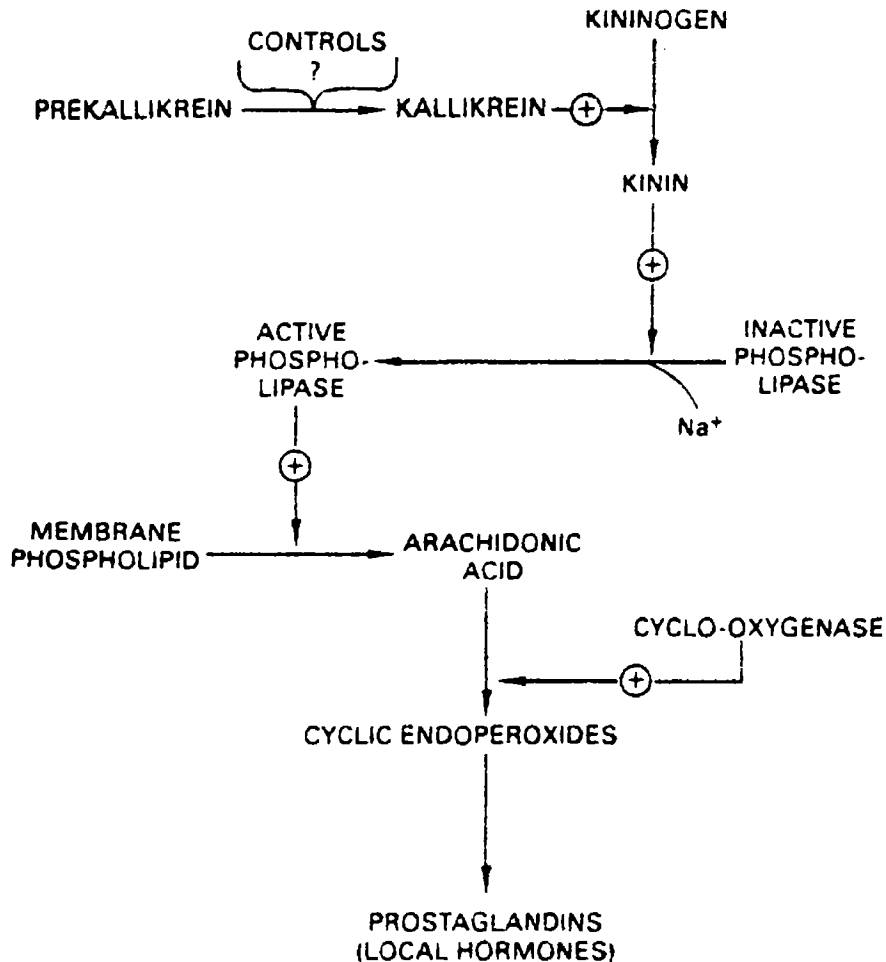 KININOGEN
CONTROLS
?
PREKALLIKREIN
KALLIKREIN
+
KININ
+
ACTIVE
PHOSPHO-
LIPASE
INACTIVE
PHOSPHO-
LIPASE
Na+
+
MEMBRANE
PHOSPHOLIPID
ARACHIDONIC
ACID
CYCLO-OXYGENASE
+
CYCLIC ENDOPEROXIDES
PROSTAGLANDINS
(LOCAL HORMONES)